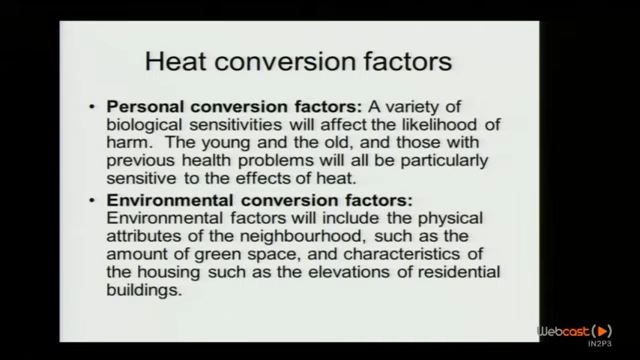 Heat conversion factors
• Personal conversion factors: A variety of
biological sensitivities will affect the likelihood of
harm. The young and the old, and those with
previous health problems will all be particularly
sensitive to the effects of heat.
• Environmental conversion factors:
Environmental factors will include the physical
attributes of the neighbourhood, such as the
amount of green space, and characteristics of
the housing such as the elevations of residential
buildings.
Webcast
IN2P3